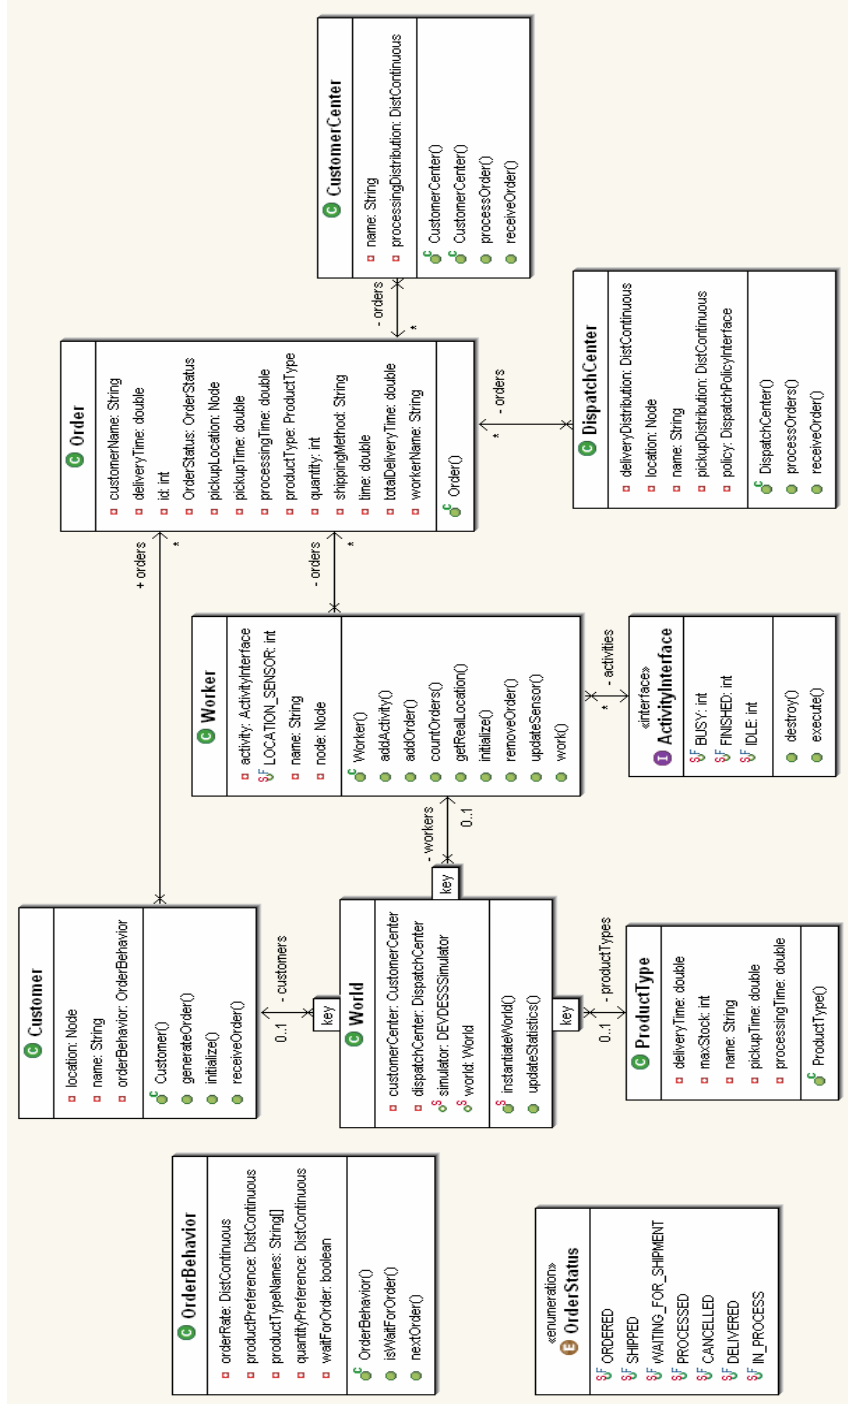 C OrderBehavior
orderRate: DistContinuous
productPreference: DistContinuous
productTypeNames: String[]
quantityPreference: DistContinuous
waitForOrder: boolean
OrderBehavior()
isWaitForOrder()
nextOrder()
«enumeration»
E OrderStatus
ORDERED
SHIPPED
WAITING_FOR_SHIPMENT
PROCESSED
CANCELLED
DELIVERED
IN_PROCESS
C Customer
location: Node
name: String
orderBehavior: OrderBehavior
Customer()
generateOrder()
initialize()
receiveOrder()
- customers
0..1
key
C World
customerCenter: CustomerCenter
dispatchCenter: DispatchCenter
simulator: DEVDESSSimulator
world: World
instantiateWorld()
updateStatistics()
key
key
- productTypes
0..1
C ProductType
deliveryTime: double
maxStock: int
name: String
pickupTime: double
processingTime: double
ProductType()
- workers
0..1
C Worker
activity: ActivityInterface
LOCATION_SENSOR: int
name: String
node: Node
Worker()
addActivity()
addOrder()
countOrders()
getRealLocation()
initialize()
removeOrder()
updateSensor()
work()
- activities
*
«interface»
I ActivityInterface
BUSY: int
FINISHED: int
IDLE: int
destroy()
execute()
+ orders
*
- orders
*
C Order
customerName: String
deliveryTime: double
id: int
OrderStatus: OrderStatus
pickupLocation: Node
pickupTime: double
processingTime: double
productType: ProductType
quantity: int
shippingMethod: String
time: double
totalDeliveryTime: double
workerName: String
Order()
- orders
*
- orders
*
C CustomerCenter
name: String
processingDistribution: DistContinuous
CustomerCenter()
CustomerCenter()
processOrder()
receiveOrder()
C DispatchCenter
deliveryDistribution: DistContinuous
location: Node
name: String
pickupDistribution: DistContinuous
policy: DispatchPolicyInterface
DispatchCenter()
processOrders()
receiveOrder()